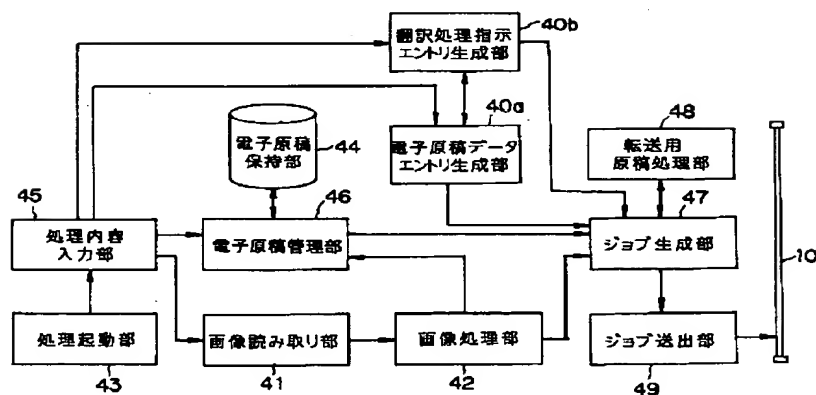 翻訳処理指示
エントリ生成部
40b
電子原稿
保持部
44
40a
電子原稿データ
エントリ生成部
48
転送用
原稿処理部
45
処理内容
入力部
46
電子原稿管理部
47
ジョブ生成部
10
処理起動部
43
画像読み取り部
41
画像処理部
42
ジョブ送出部
49